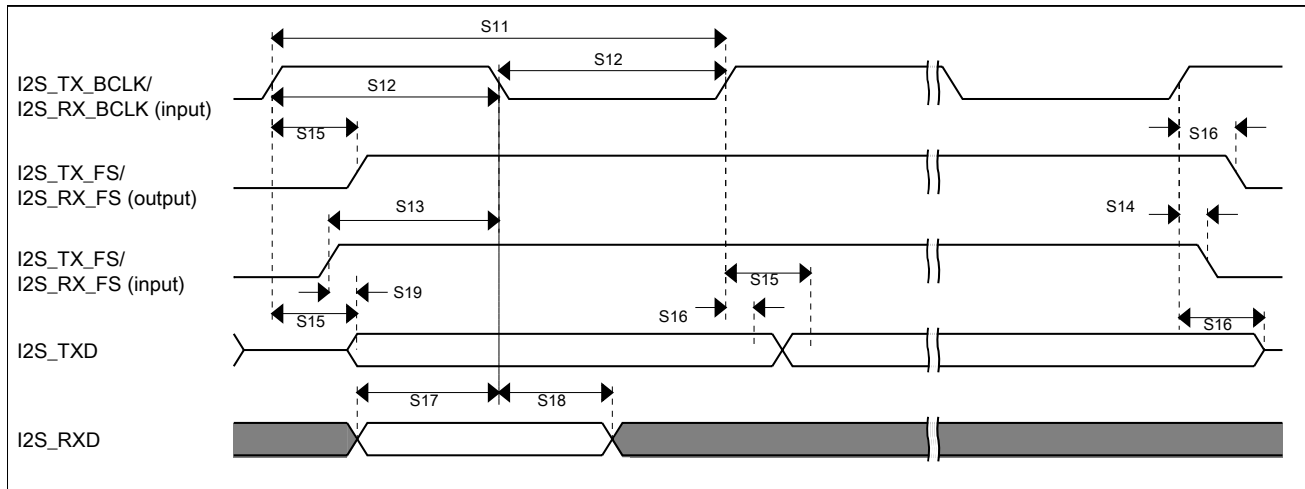 S11
I2S_TX_BCLK/
I2S_RX_BCLK (input)
S12
S12
S15
S16
I2S_TX_FS/
I2S_RX_FS (output)
S13
S14
I2S_TX_FS/
I2S_RX_FS (input)
S15
S19
S15
S16
S16
I2S_TXD
S17
S18
I2S_RXD